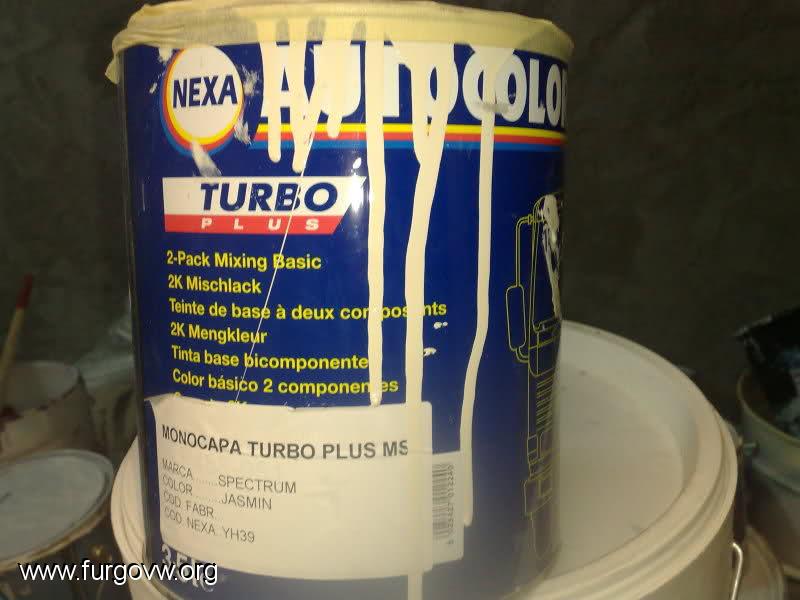 NEXA
AUTOCOLOR
TURBO
PLUS
2-Pack Mixing Basic
2K Mischlack
Teinte de base à deux composants
2K Mengkleur
Tinta base bicomponente
Color básico 2 componentes
MONOCAPA TURBO PLUS MS
MARCA .......SPECTRUM
COLOR ........JASMIN
COD. FABR.
COD. NEXA. YH39
www.furgovw.org